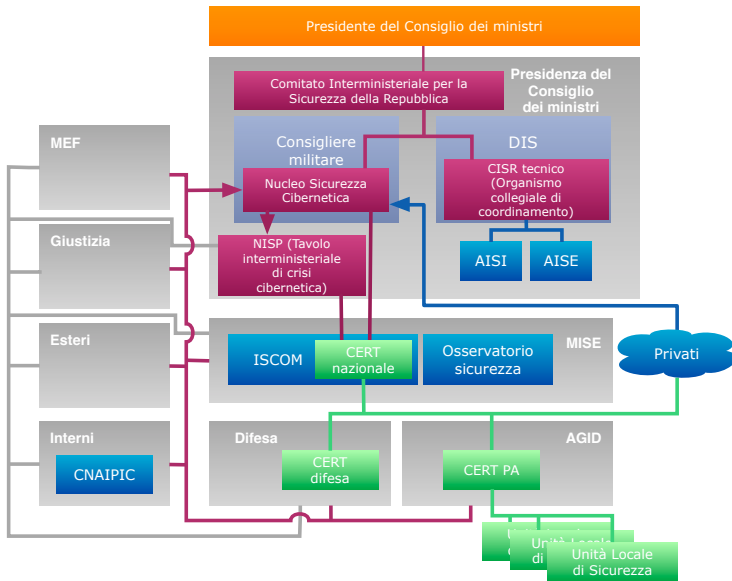 Presidente del Consiglio dei ministri
Comitato Interministeriale per la
Sicurezza della Repubblica
Presidenza del
Consiglio
dei ministri
Consigliere
militare
Nucleo Sicurezza
Cibernetica
DIS
CISR tecnico
(Organismo
collegiale di
coordinamento)
NISP (Tavolo
interministeriale
di crisi
cibernetica)
AISI
AISE
MEF
Giustizia
Esteri
Interni
CNAIPIC
ISCOM
CERT
nazionale
Osservatorio
sicurezza
MISE
Privati
Difesa
CERT
difesa
AGID
CERT PA
Unità Locale
di Sicurezza